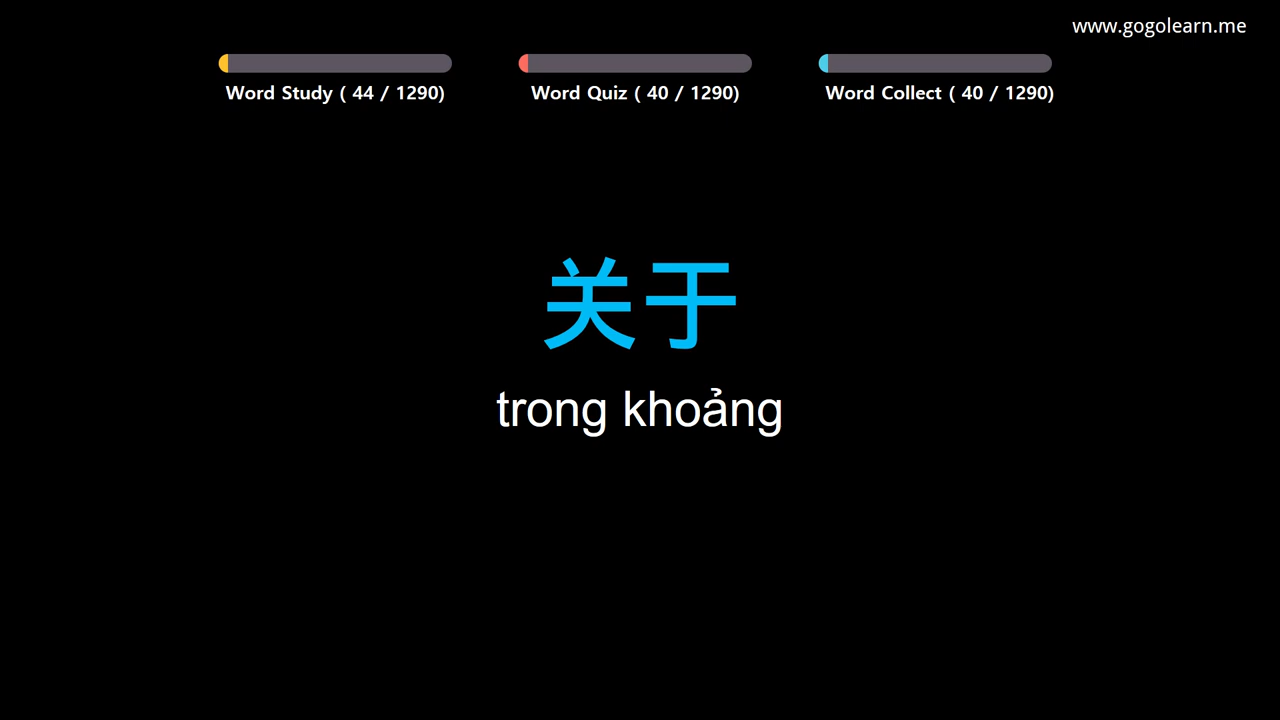 www.gogolearn.me
Word Study ( 44 / 1290)
Word Quiz ( 40 / 1290)
Word Collect ( 40 / 1290)
关于
trong khoảng